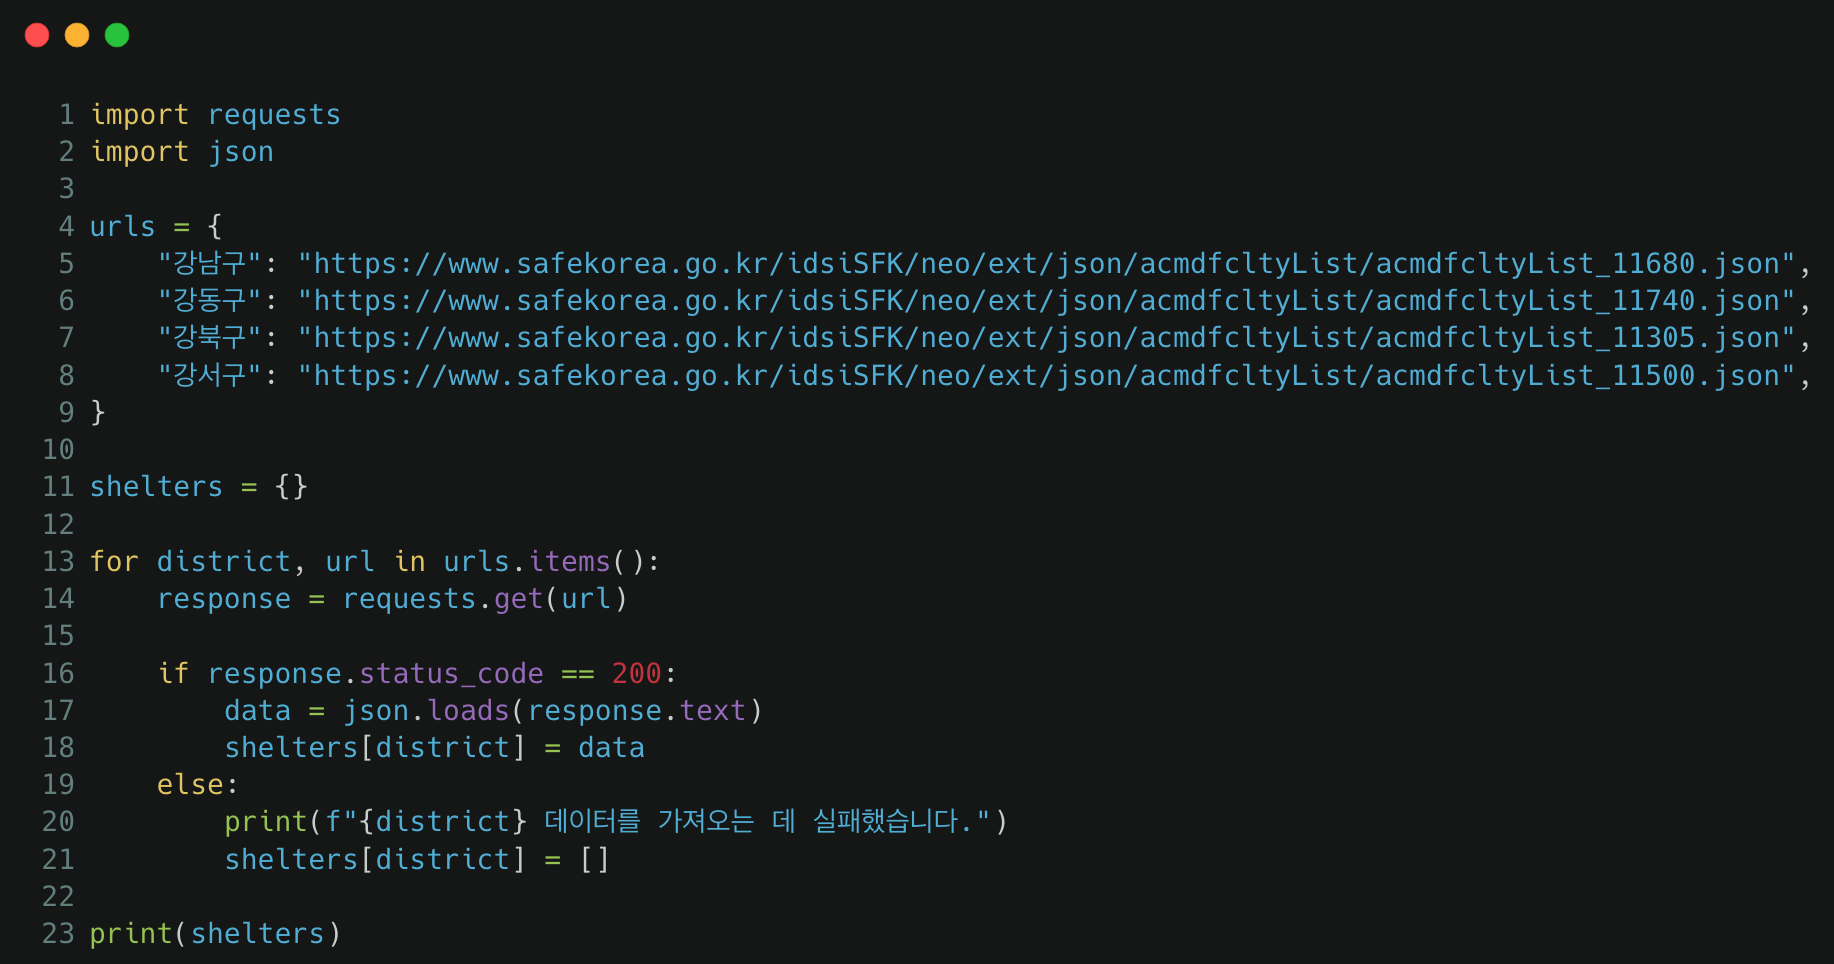 1 import requests
2 import json
3
4 urls = {
5     "강남구": "https://www.safekorea.go.kr/idsiSFK/neo/ext/json/acmdfcltyList/acmdfcltyList_11680.json",
6     "강동구": "https://www.safekorea.go.kr/idsiSFK/neo/ext/json/acmdfcltyList/acmdfcltyList_11740.json",
7     "강북구": "https://www.safekorea.go.kr/idsiSFK/neo/ext/json/acmdfcltyList/acmdfcltyList_11305.json",
8     "강서구": "https://www.safekorea.go.kr/idsiSFK/neo/ext/json/acmdfcltyList/acmdfcltyList_11500.json",
9 }
10
11 shelters = {}
12
13 for district, url in urls.items():
14     response = requests.get(url)
15
16     if response.status_code == 200:
17         data = json.loads(response.text)
18         shelters[district] = data
19     else:
20         print(f"{district} 데이터를 가져오는 데 실패했습니다.")
21         shelters[district] = []
22
23 print(shelters)